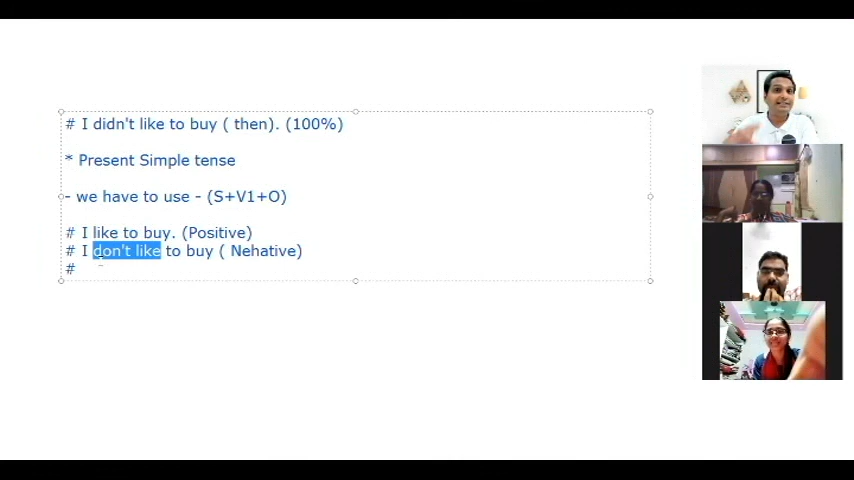 # I didn't like to buy ( then). (100%)
* Present Simple tense
- we have to use - (S+V1+O)
# I like to buy. (Positive)
# I don't like to buy ( Nehative)
#